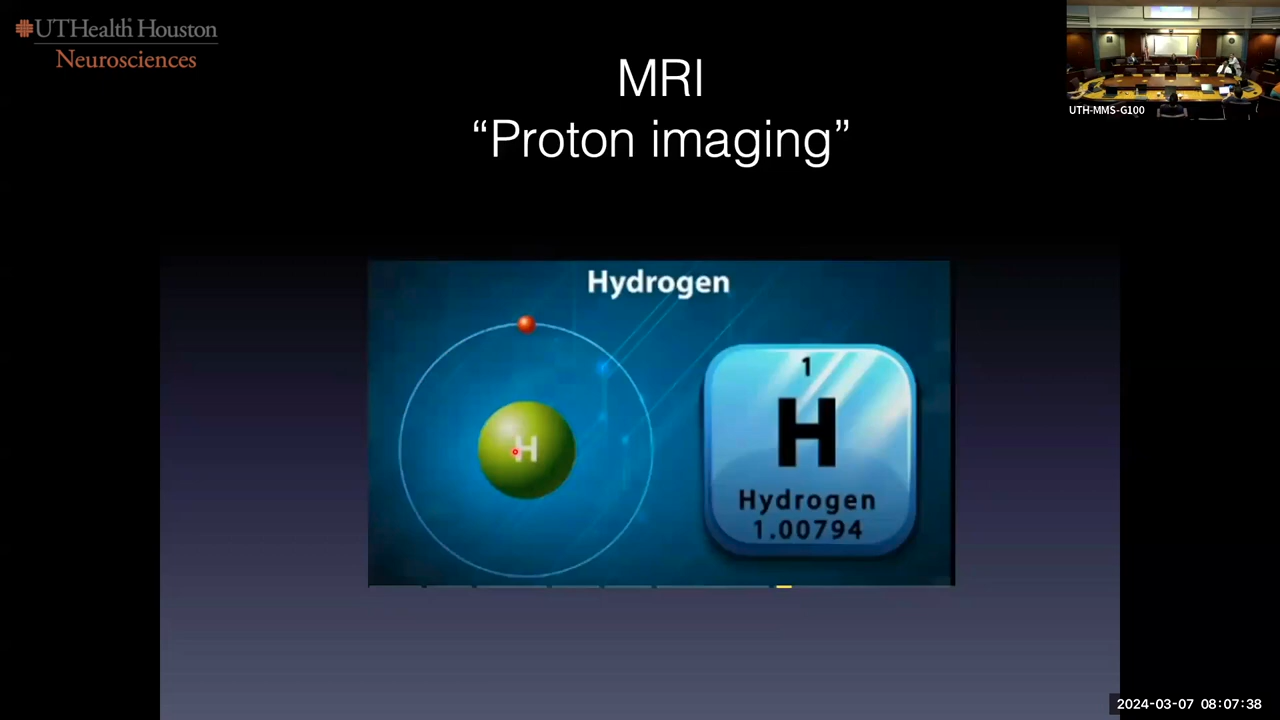 UTHealth Houston
Neurosciences
MRI
“Proton imaging”
UTH-MMS-G100
Hydrogen
H
1
H
Hydrogen
1.00794
2024-03-07 08:07:38